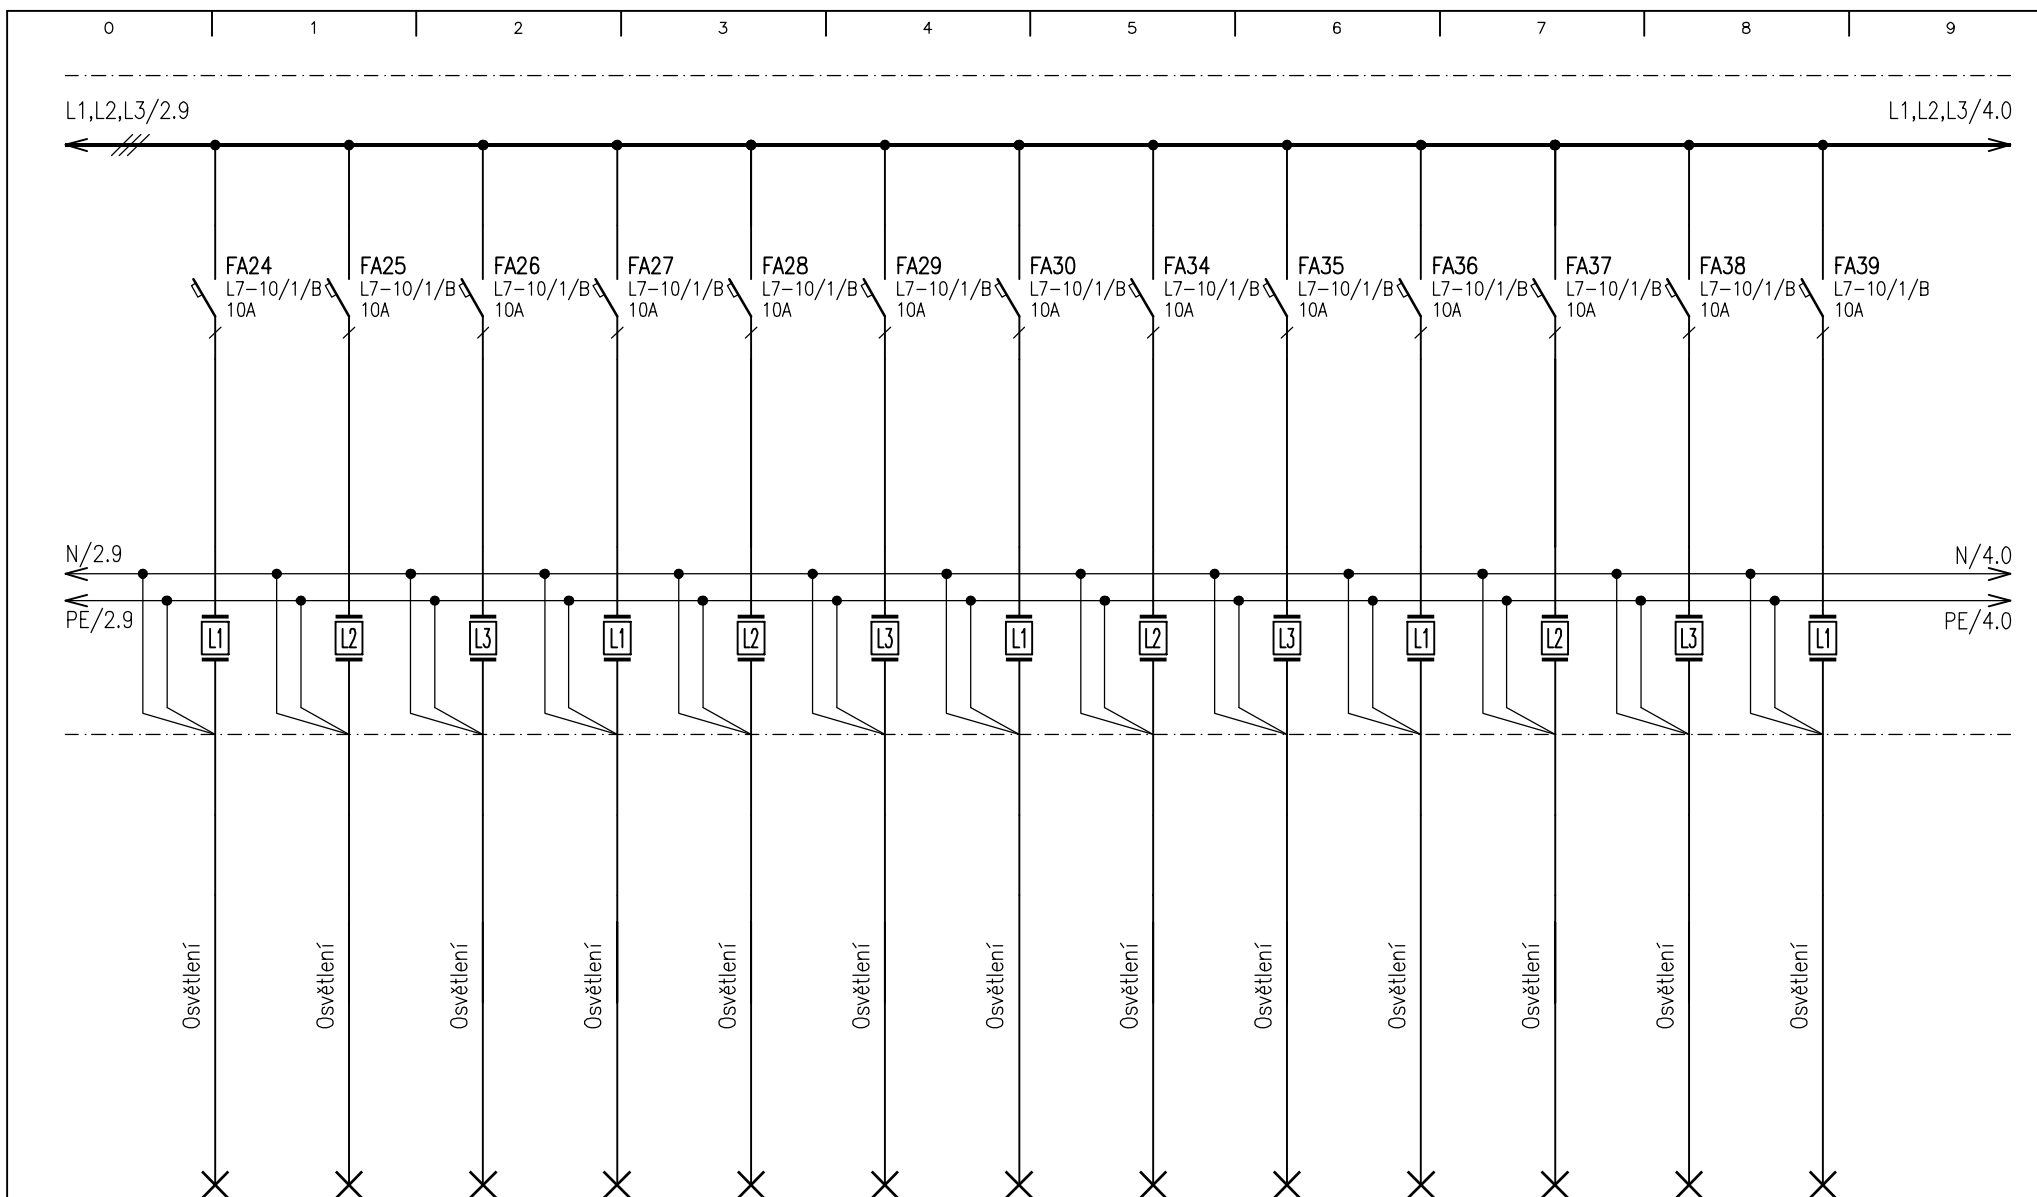 0 1 2 3 4 5 6 7 8 9
L1,L2,L3/2.9 L1,L2,L3/4.0
FA24 FA25 FA26 FA27 FA28 FA29 FA30 FA34 FA35 FA36 FA37 FA38 FA39
L7-10/1/B L7-10/1/B L7-10/1/B L7-10/1/B L7-10/1/B L7-10/1/B L7-10/1/B L7-10/1/B L7-10/1/B L7-10/1/B L7-10/1/B L7-10/1/B L7-10/1/B
10A 10A 10A 10A 10A 10A 10A 10A 10A 10A 10A 10A 10A
N/2.9 N/4.0
PE/2.9 PE/4.0
L1 L2 L3 L1 L2 L3 L1 L2 L3 L1 L2 L3 L1
Osvětlení Osvětlení Osvětlení Osvětlení Osvětlení Osvětlení Osvětlení Osvětlení Osvětlení Osvětlení Osvětlení Osvětlení Osvětlení